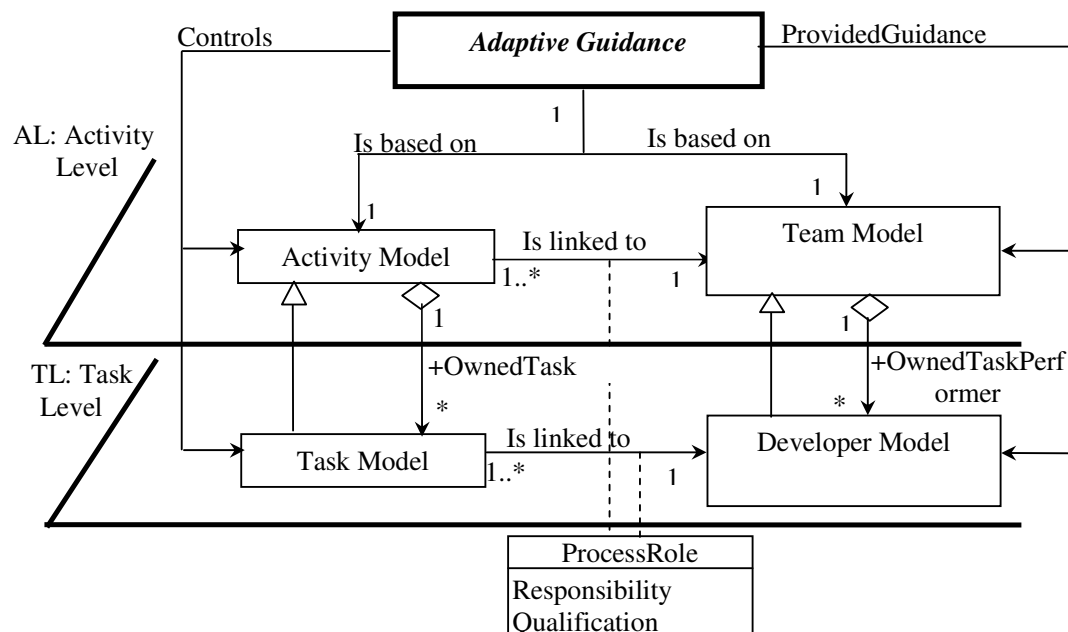 Controls
Adaptive Guidance
ProvidedGuidance
1
AL: Activity
Level
Is based on
Is based on
1
1
Activity Model
Is linked to
Team Model
1..*
1
1
1
+OwnedTask
+OwnedTaskPerf
ormer
TL: Task
Level
*
*
Task Model
Is linked to
Developer Model
1..*
1
ProcessRole
Responsibility
Qualification